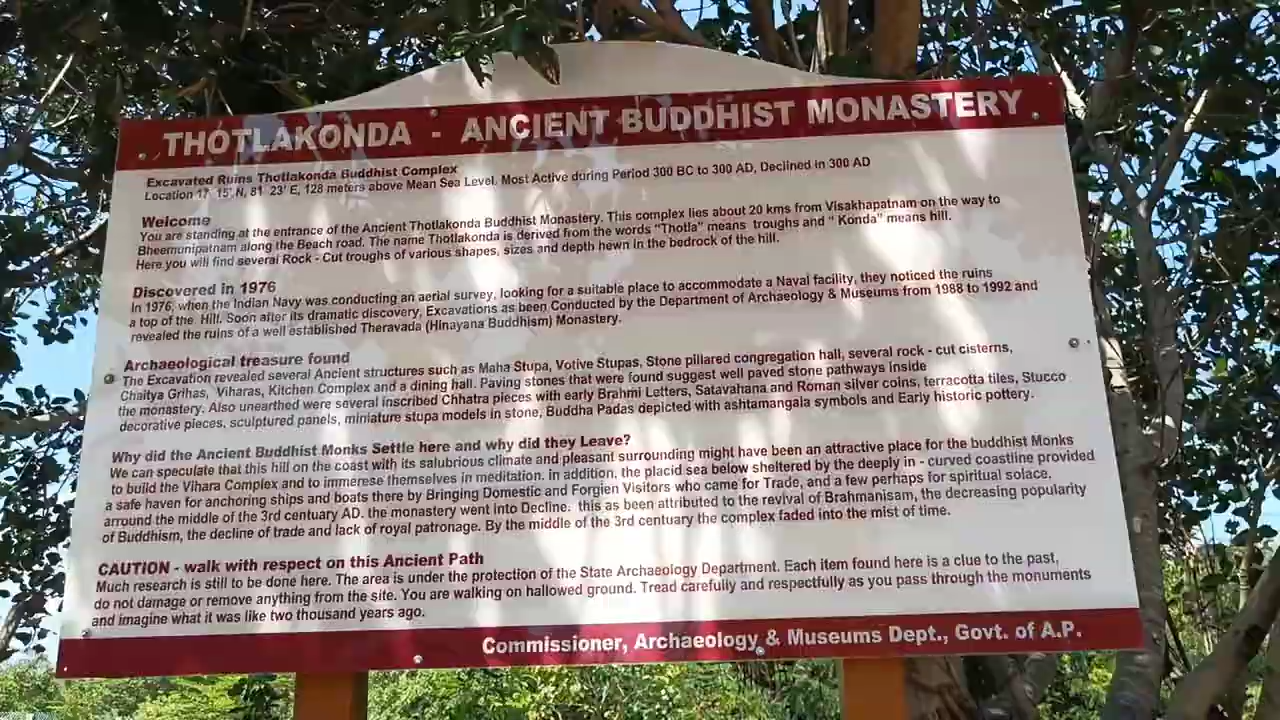 THOTLAKONDA - ANCIENT BUDDHIST MONASTERY
Excavated Ruins Thotlakonda Buddhist Complex
Location 17 15' N, 81 23' E, 128 meters above Mean Sea Level, Most Active during Period 300 BC to 300 AD, Declined in 300 AD
Welcome
You are standing at the entrance of the Ancient Thotlakonda Buddhist Monastery. This complex lies about 20 kms from Visakhapatnam on the way to
Bheemunipatnam along the Beach road. The name Thotlakonda is derived from the words "Thotla" means troughs and " Konda" means hill.
Here you will find several Rock - Cut troughs of various shapes, sizes and depth hewn in the bedrock of the hill.
Discovered in 1976
In 1976, when the Indian Navy was conducting an aerial survey, looking for a suitable place to accommodate a Naval facility, they noticed the ruins
a top of the Hill. Soon after its dramatic discovery, Excavations as been Conducted by the Department of Archaeology & Museums from 1988 to 1992 and
revealed the ruins of a well established Theravada (Hinayana Buddhism) Monastery.
Archaeological treasure found
The Excavation revealed several Ancient structures such as Maha Stupa, Votive Stupas, Stone pillared congregation hall, several rock - cut cisterns,
Chaitya Grihas, Viharas, Kitchen Complex and a dining hall. Paving stones that were found suggest well paved stone pathways inside
the monastery. Also unearthed were several inscribed Chhatra pieces with early Brahmi Letters, Satavahana and Roman silver coins, terracotta tiles, Stucco
decorative pieces, sculptured panels, miniature stupa models in stone, Buddha Padas depicted with ashtamangala symbols and Early historic pottery.
Why did the Ancient Buddhist Monks Settle here and why did they Leave?
We can speculate that this hill on the coast with its salubrious climate and pleasant surrounding might have been an attractive place for the buddhist Monks
to build the Vihara Complex and to immerese themselves in meditation. in addition, the placid sea below sheltered by the deeply in - curved coastline provided
a safe haven for anchoring ships and boats there by Bringing Domestic and Forgien Visitors who came for Trade, and a few perhaps for spiritual solace,
arround the middle of the 3rd centuary AD. the monastery went into Decline. this as been attributed to the revival of Brahmanisam, the decreasing popularity
of Buddhism, the decline of trade and lack of royal patronage. By the middle of the 3rd centuary the complex faded into the mist of time.
CAUTION - walk with respect on this Ancient Path
Much research is still to be done here. The area is under the protection of the State Archaeology Department. Each item found here is a clue to the past,
do not damage or remove anything from the site. You are walking on hallowed ground. Tread carefully and respectfully as you pass through the monuments
and imagine what it was like two thousand years ago.
Commissioner, Archaeology & Museums Dept., Govt. of A.P.